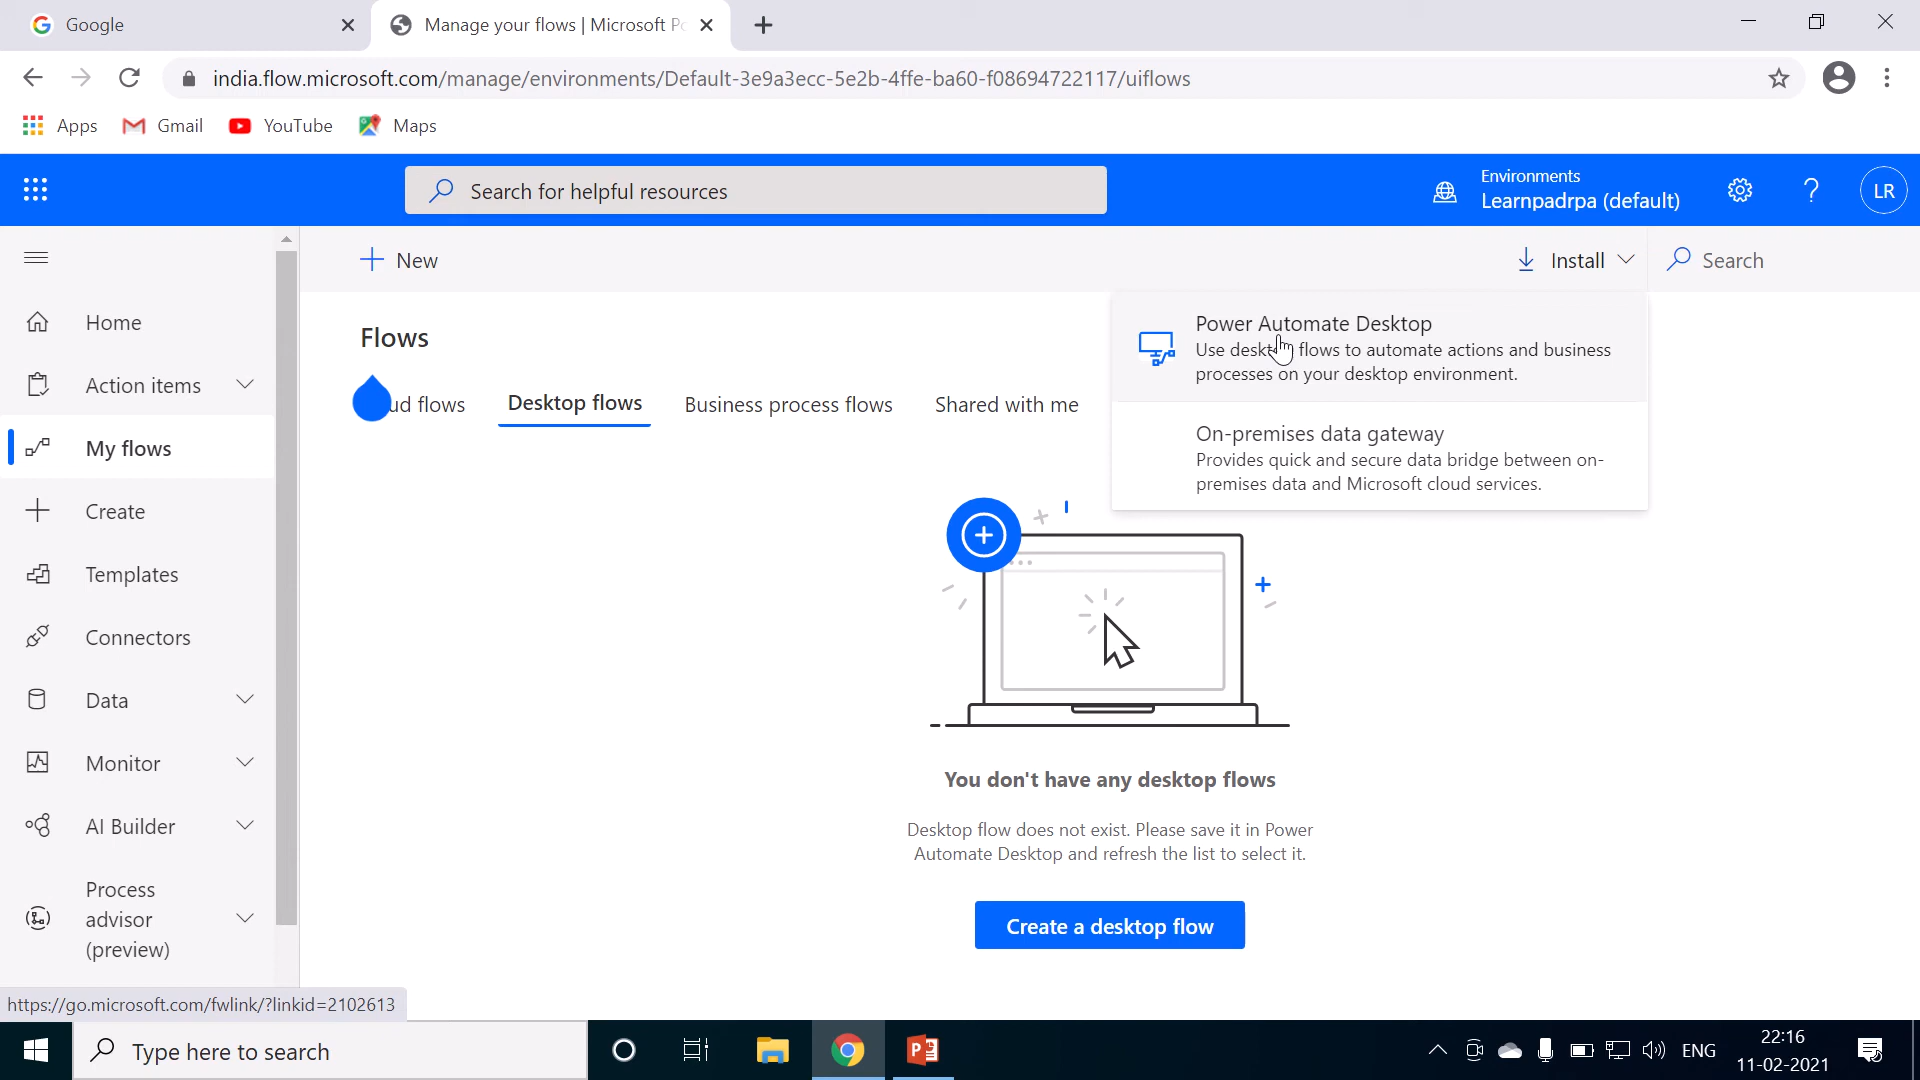 Google
Manage your flows | Microsoft Po
india.flow.microsoft.com/manage/environments/Default-3e9a3ecc-5e2b-4ffe-ba60-f08694722117/uiflows
Apps
Gmail
YouTube
Maps
Search for helpful resources
Environments
Learnpadrpa (default)
?
LR
New
Install
Search
Home
Action items
My flows
Create
Templates
Connectors
Data
Monitor
AI Builder
Process
advisor
(preview)
Flows
ud flows
Desktop flows
Business process flows
Shared with me
Power Automate Desktop
Use desktop flows to automate actions and business
processes on your desktop environment.
On-premises data gateway
Provides quick and secure data bridge between on-
premises data and Microsoft cloud services.
You don't have any desktop flows
Desktop flow does not exist. Please save it in Power
Automate Desktop and refresh the list to select it.
Create a desktop flow
https://go.microsoft.com/fwlink/?linkid=2102613
Type here to search
ENG
22:16
11-02-2021